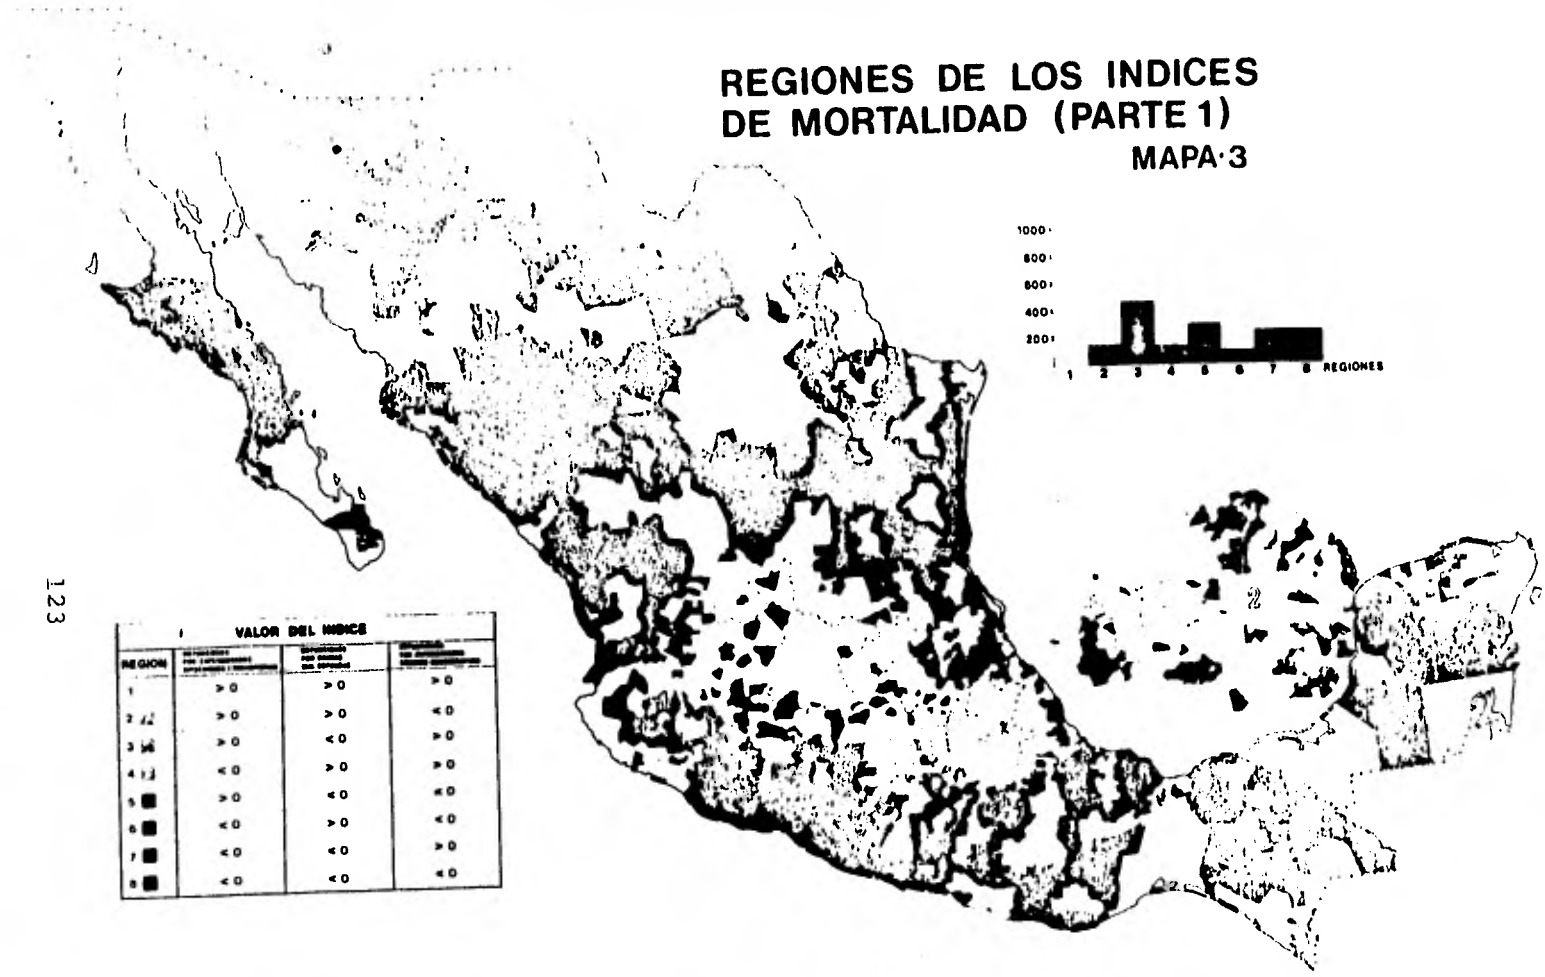 REGIONES DE LOS INDICES
DE MORTALIDAD (PARTE 1)
MAPA·3
1000
800
600
400
200
1 2 3 4 5 6 7 8 REGIONES
2
123
VALOR DEL INDICE
REGION
1 >0 >0 >0
2 >0 >0 <0
3 >0 <0 >0
4 <0 >0 >0
5 >0 <0 <0
6 <0 >0 <0
7 <0 <0 >0
8 <0 <0 <0